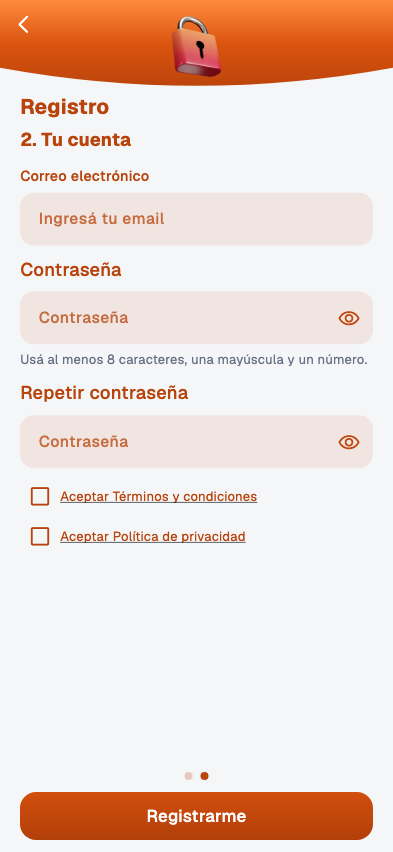 Registro
2. Tu cuenta
Correo electrónico
Ingresá tu email
Contraseña
Contraseña
Usá al menos 8 caracteres, una mayúscula y un número.
Repetir contraseña
Contraseña
Aceptar Términos y condiciones
Aceptar Política de privacidad
Registrarme